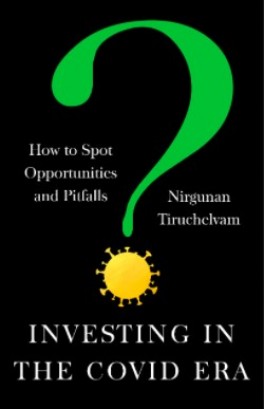 How to Spot
Opportunities
and Pitfalls
Nirgunan
Tiruchelvam
INVESTING IN
THE COVID ERA